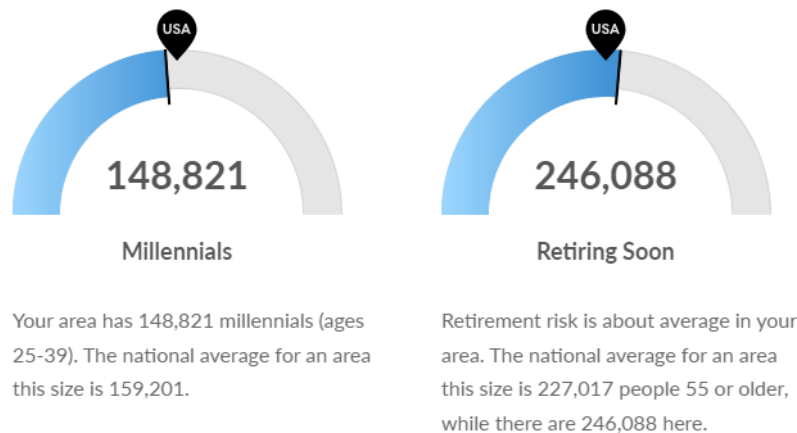 USA
148,821
Millennials
Your area has 148,821 millennials (ages
25-39). The national average for an area
this size is 159,201.
USA
246,088
Retiring Soon
Retirement risk is about average in your
area. The national average for an area
this size is 227,017 people 55 or older,
while there are 246,088 here.